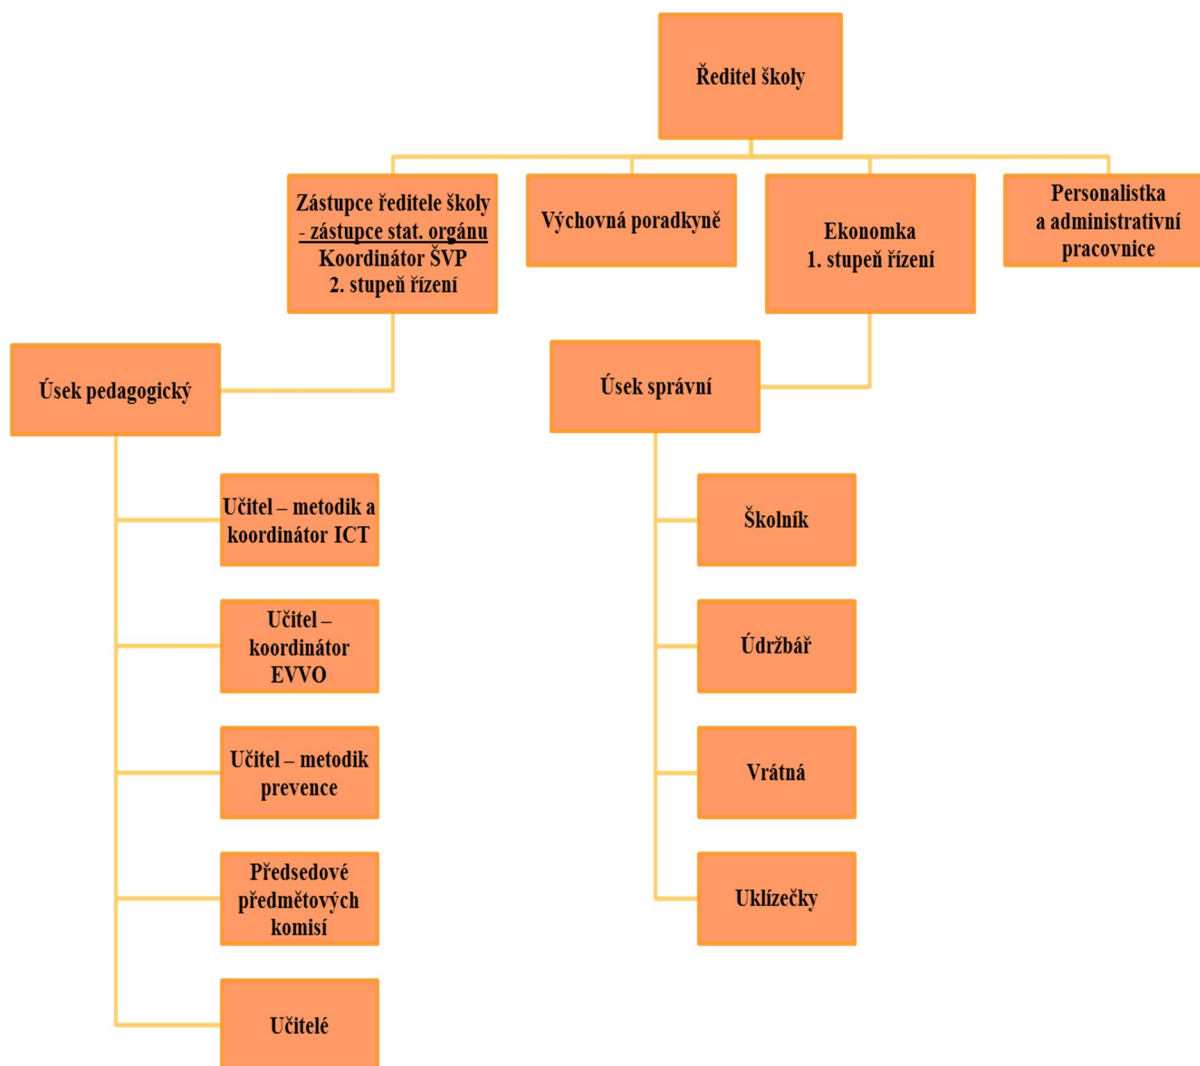 Ředitel školy
Zástupce ředitele školy
- zástupce stat. orgánu
Koordinátor ŠVP
2. stupeň řízení
Výchovná poradkyně
Ekonomka
1. stupeň řízení
Personalistka
a administrativní
pracovnice
Úsek pedagogický
Učitel – metodik a
koordinátor ICT
Učitel –
koordinátor
EVVO
Učitel – metodik
prevence
Předsedové
předmětových
komisí
Učitelé
Úsek správní
Školník
Údržbář
Vrátná
Uklízečky